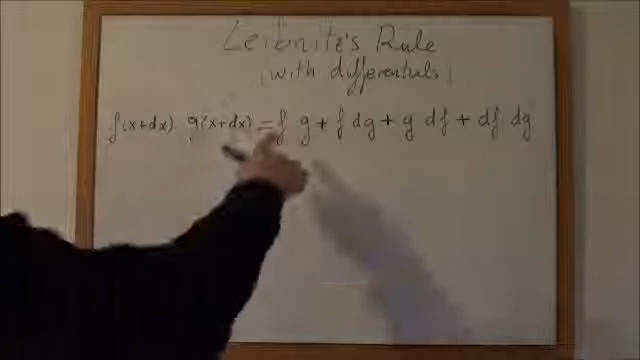 Leibnitz's Rule
(with differentials)
f(x+dx) g(x+dx) = f g + f dg + g df + df dg